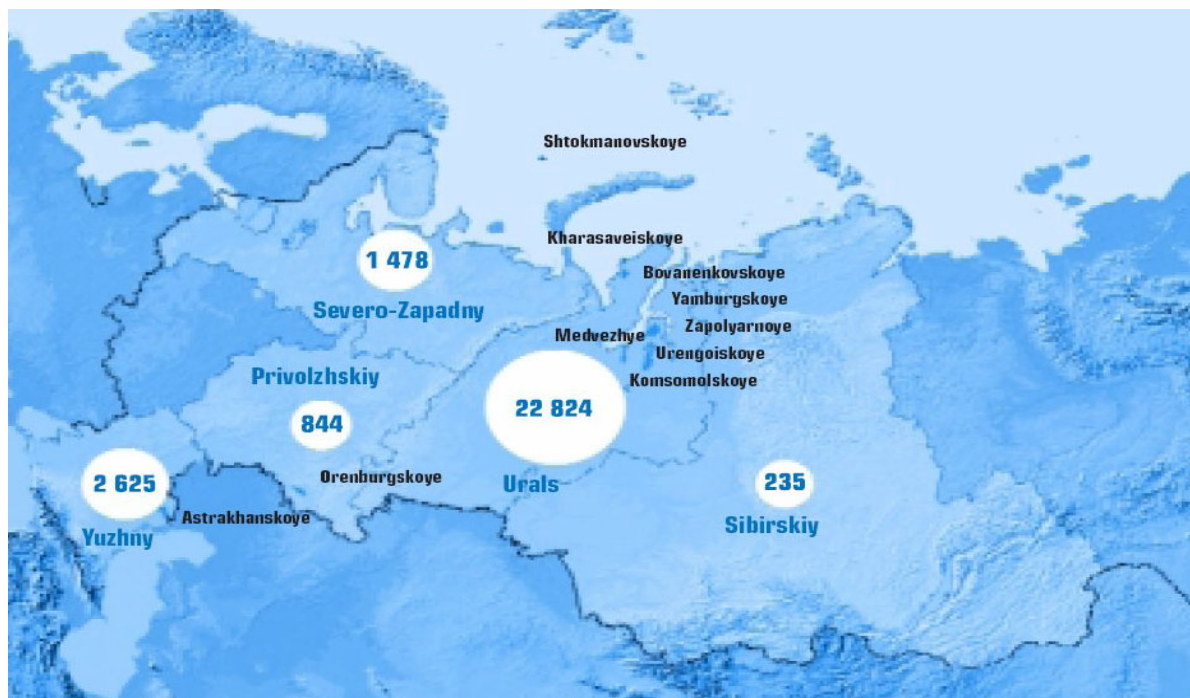 Shtokmanovskoye
Kharasaveiskoye
1 478
Bovanenkovskoye
Yamburgskoye
Severo-Zapadny
Zapolyarnoye
Medvezhye
Urengoiskoye
Privolzhskiy
Komsomolskoye
22 824
844
Orenburgskoye
2 625
Urals
235
Astrakhanskoye
Sibirskiy
Yuzhny